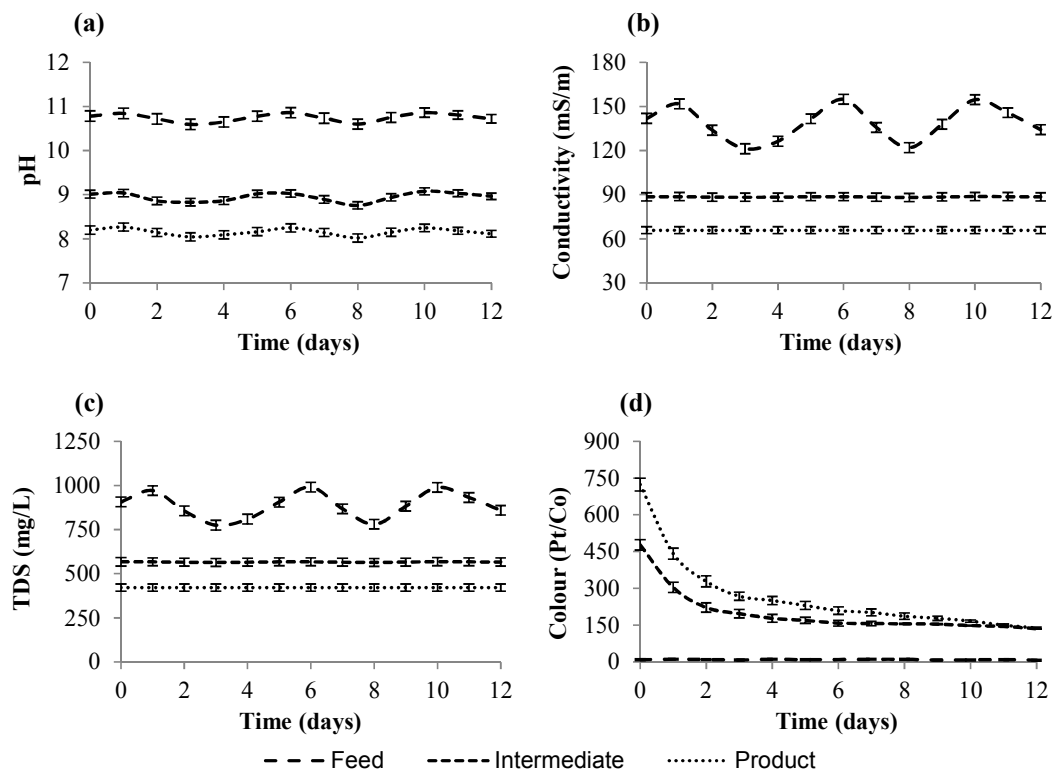 (a)
12
11
10
9
8
7
pH
0 2 4 6 8 10 12
Time (days)
(b)
180
150
120
90
60
30
Conductivity (mS/m)
0 2 4 6 8 10 12
Time (days)
(c)
1250
1000
750
500
250
0
TDS (mg/L)
0 2 4 6 8 10 12
Time (days)
(d)
900
750
600
450
300
150
0
Colour (Pt/Co)
0 2 4 6 8 10 12
Time (days)
Feed Intermediate Product